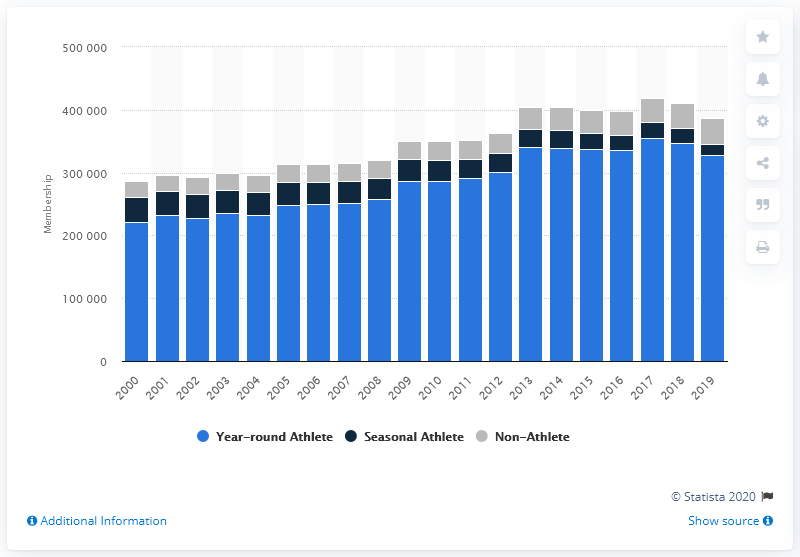 500 000
400 000
300 000
200 000
100 000
0
Membership
2000 2001 2002 2003 2004 2005 2006 2007 2008 2009 2010 2011 2012 2013 2014 2015 2016 2017 2018 2019
Year-round Athlete Seasonal Athlete Non-Athlete
© Statista 2020
Additional Information Show source